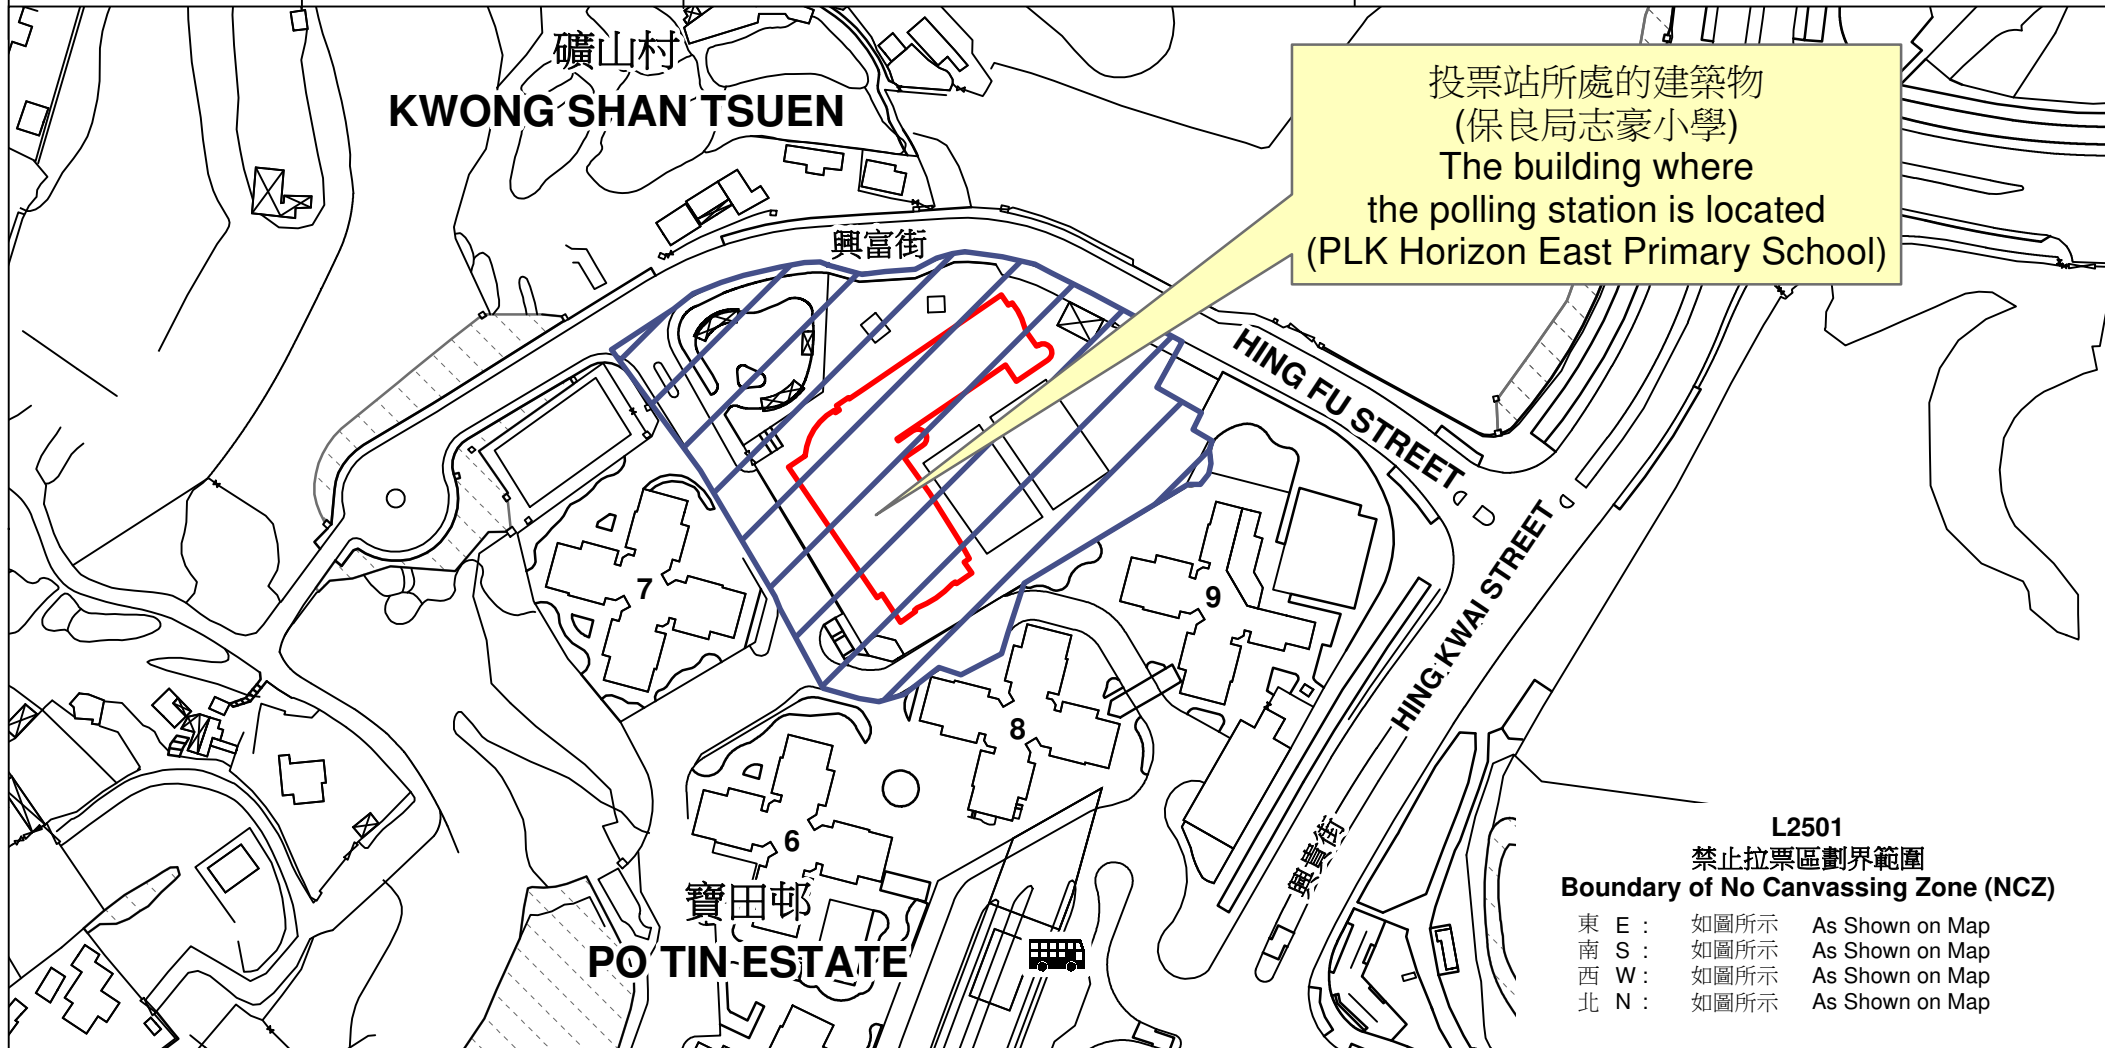 礦山村
KWONG SHAN TSUEN
投票站所處的建築物
(保良局志豪小學)
The building where
the polling station is located
(PLK Horizon East Primary School)
興富街
HING FU STREET
HING KWAI STREET
興貴街
7
9
8
6
寶田邨
PO TIN ESTATE
L2501
禁止拉票區劃界範圍
Boundary of No Canvassing Zone (NCZ)
東 E : 如圖所示 As Shown on Map
南 S : 如圖所示 As Shown on Map
西 W : 如圖所示 As Shown on Map
北 N : 如圖所示 As Shown on Map